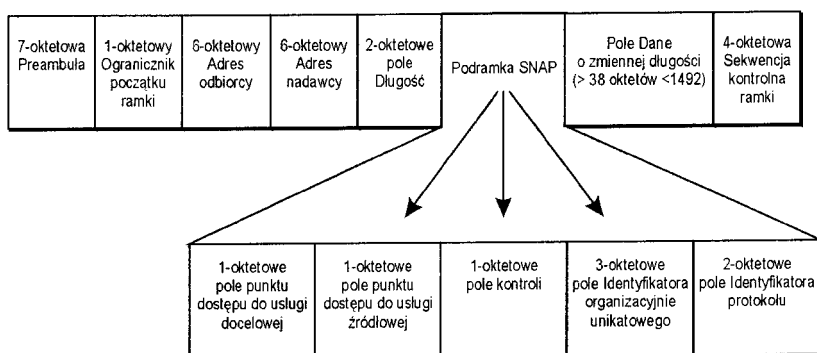 7-oktetowa
Preambuła
1-oktetowy
Ogranicznik
początku
ramki
6-oktetowy
Adres
odbiorcy
6-oktetowy
Adres
nadawcy
2-oktetowe
pole
Długość
Podramka SNAP
Pole Dane
o zmiennej długości
(> 38 oktetów <1492)
4-oktetowa
Sekwencja
kontrolna
ramki
1-oktetowe
pole punktu
dostępu do usługi
docelowej
1-oktetowe
pole punktu
dostępu do usługi
źródłowej
1-oktetowe
pole kontroli
3-oktetowe
pole Identyfikatora
organizacyjnie
unikatowego
2-oktetowe
pole Identyfikatora
protokołu